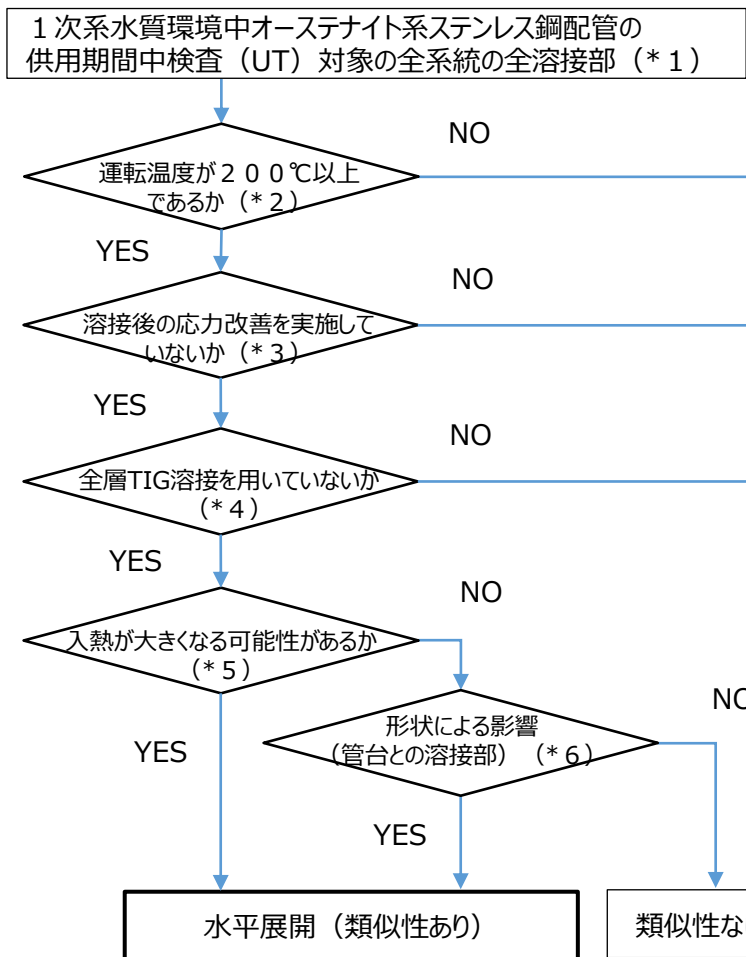 １次系水質環境中オーステナイト系ステンレス鋼配管の
供用期間中検査（UT）対象の全系統の全溶接部（*１）
NO
運転温度が２００℃以上
であるか（*２）
YES
NO
溶接後の応力改善を実施して
いないか（*３）
YES
NO
全層TIG溶接を用いていないか
（*４）
YES
NO
入熱が大きくなる可能性があるか
（*５）
NO
形状による影響
（管台との溶接部）（*６）
YES
YES
水平展開（類似性あり）
類似性な